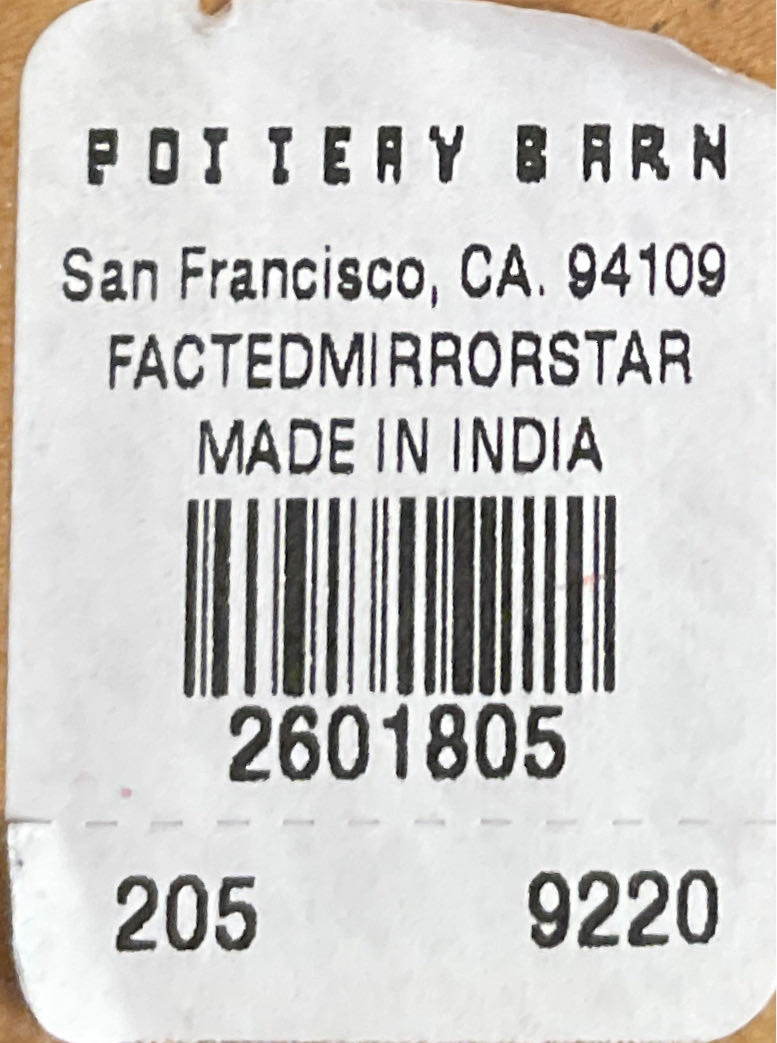 POTTERY BARN
San Francisco, CA. 94109
FACTEDMIRRORSTAR
MADE IN INDIA
2601805
205 9220